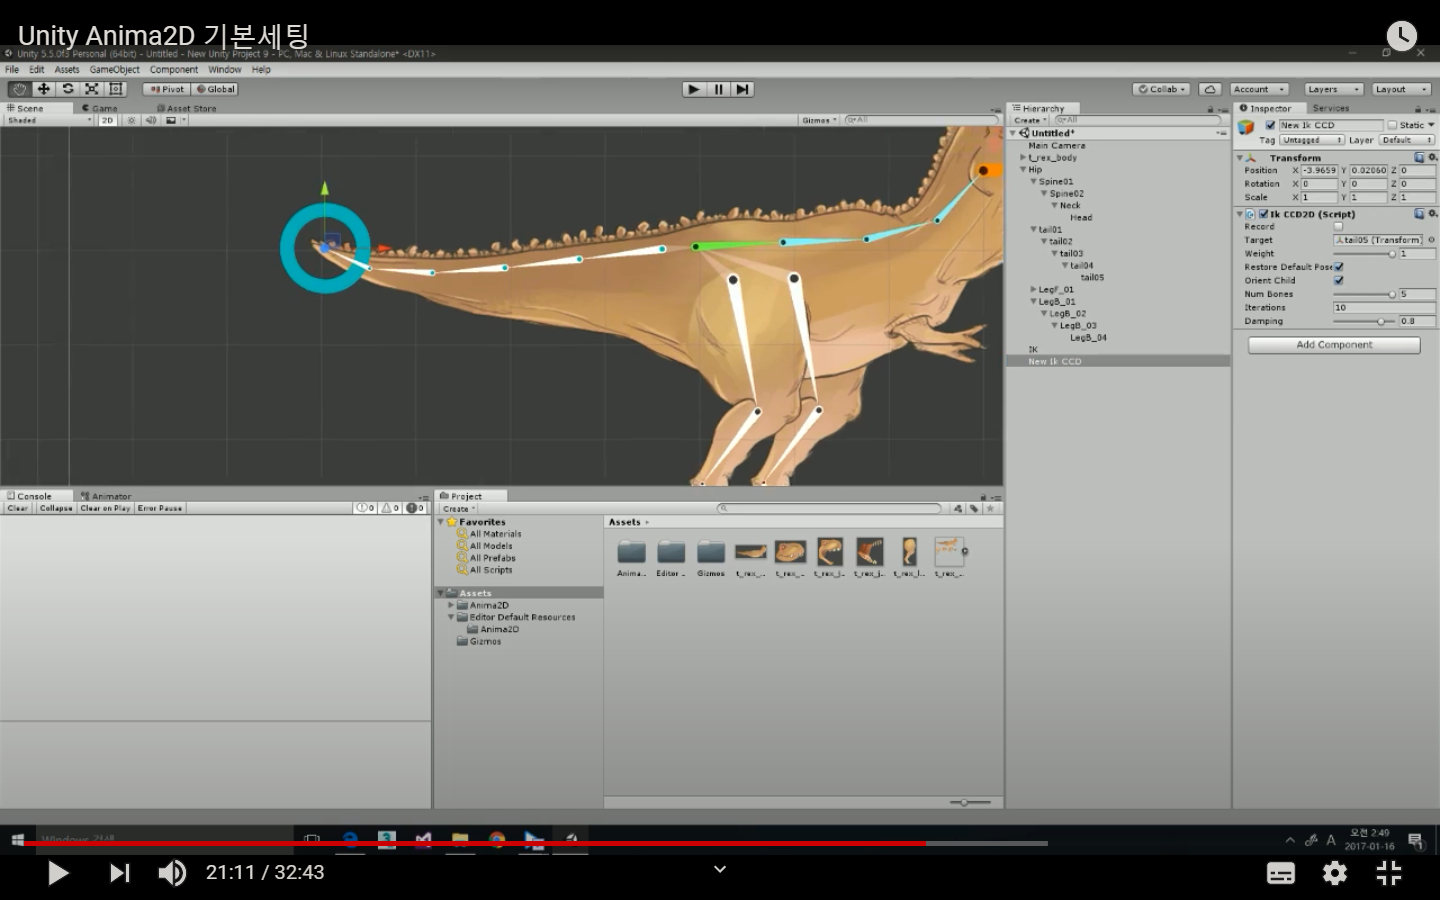 Unity Anima2D 기본세팅
Unity 5.5.0f3 Personal (64bit) - Untitled - New Unity Project 9 - PC, Mac & Linux Standalone* <DX11>
File Edit Assets GameObject Component Window Help
Pivot Global Collab Account Layers Layout
Scene Game Asset Store
Shaded 2D Gizmos All
Hierarchy
Create All
Untitled*
Main Camera
t_rex_body
Hip
Spine01
Spine02
Neck
Head
tail01
tail02
tail03
tail04
tail05
LegF_01
LegB_01
LegB_02
LegB_03
LegB_04
IK
New Ik CCD
Inspector Services
New Ik CCD Static
Tag Untagged Layer Default
Transform
Position X -3.9659 Y 0.02060 Z 0
Rotation X 0 Y 0 Z 0
Scale X 1 Y 1 Z 1
Ik CCD2D (Script)
Record
Target tail05 (Transform)
Weight 1
Restore Default Pose
Orient Child
Num Bones 5
Iterations 10
Damping 0.8
Add Component
Console Animator
Clear Collapse Clear on Play Error Pause 0 0 0
Project
Create
Favorites
All Materials
All Models
All Prefabs
All Scripts
Assets
Anima2D
Editor Default Resources
Anima2D
Gizmos
Assets
Anima... Editor ... Gizmos t_rex_... t_rex_... t_rex_j... t_rex_j... t_rex_l... t_rex_...
Windows 검색
A 오전 2:49
2017-01-16
1
21:11 / 32:43